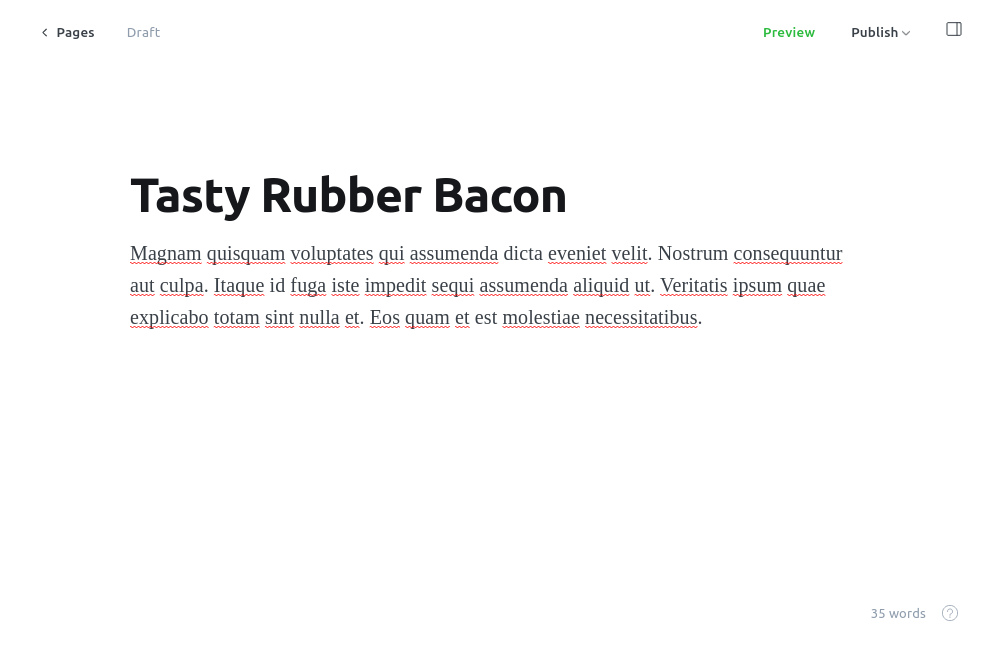 Pages Draft Preview Publish
Tasty Rubber Bacon
Magnam quisquam voluptates qui assumenda dicta eveniet velit. Nostrum consequuntur
aut culpa. Itaque id fuga iste impedit sequi assumenda aliquid ut. Veritatis ipsum quae
explicabo totam sint nulla et. Eos quam et est molestiae necessitatibus.
35 words ?